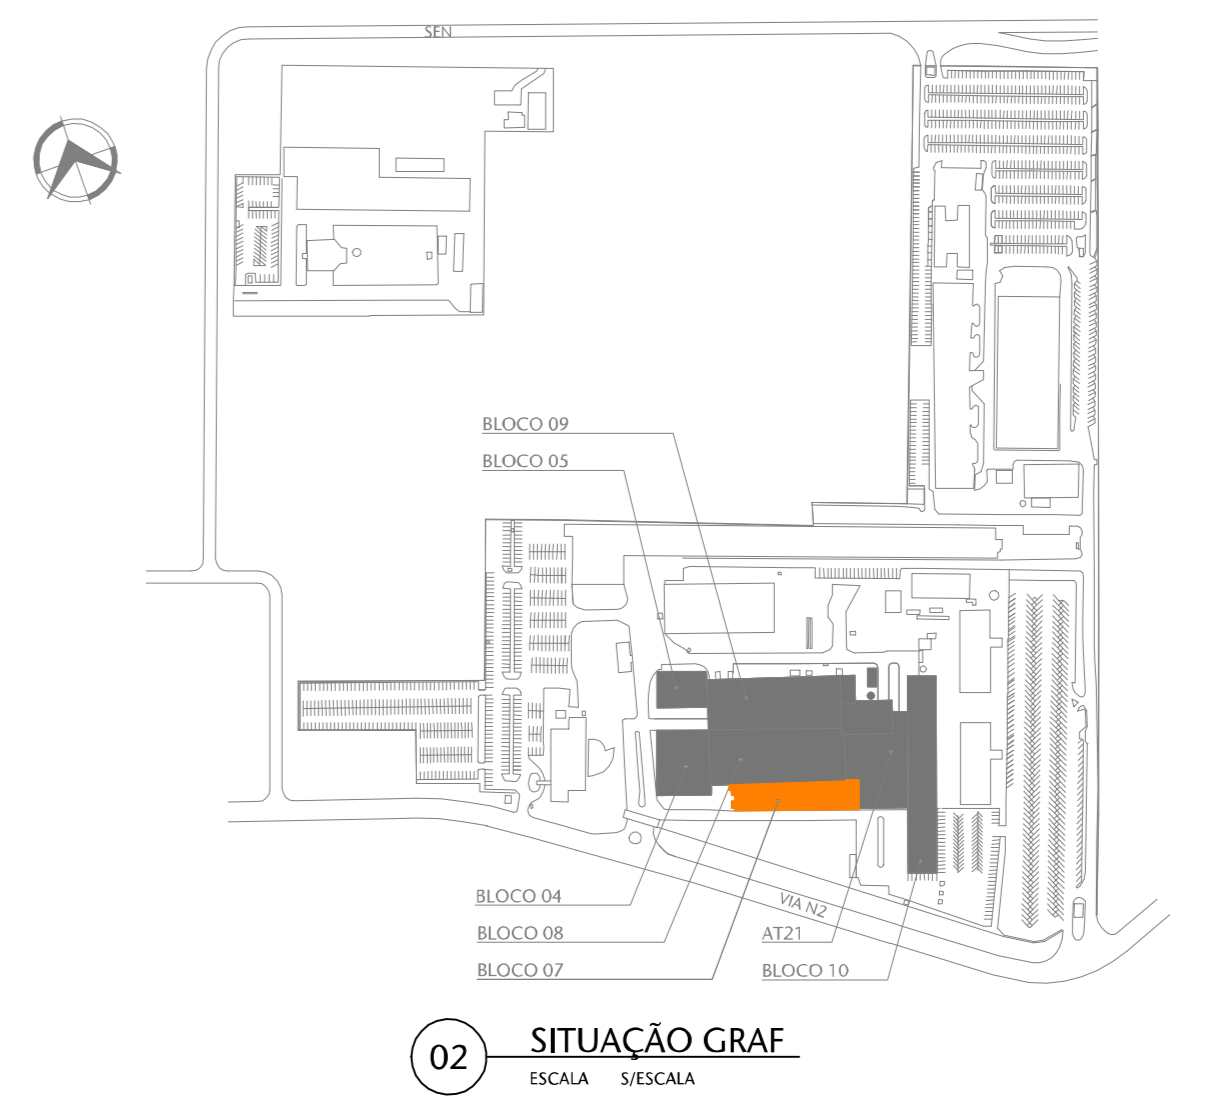 SEN
BLOCO 09
BLOCO 05
BLOCO 04
VIA N2
BLOCO 08
AT21
BLOCO 07
BLOCO 10
02
SITUAÇÃO GRAF
ESCALA S/ESCALA